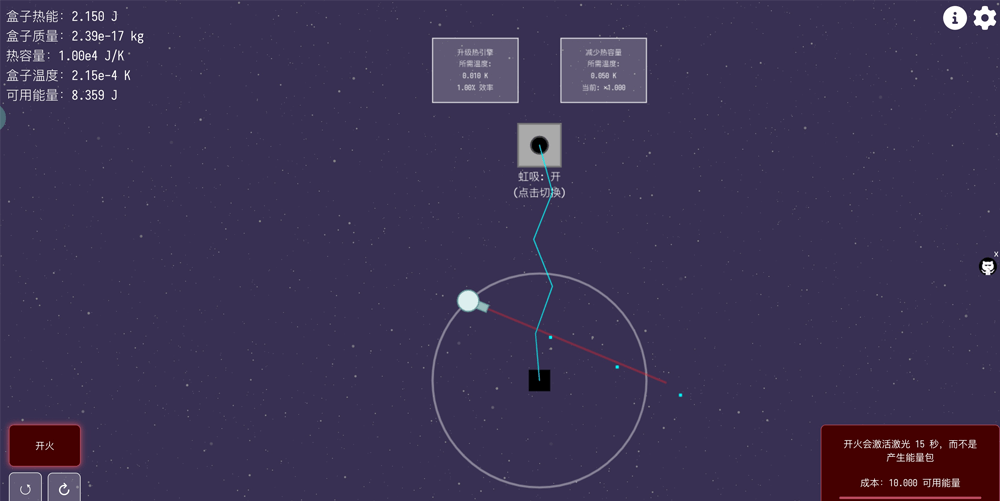 盒子热能: 2.150 J
盒子质量: 2.39e-17 kg
热容量: 1.00e4 J/K
盒子温度: 2.15e-4 K
可用能量: 8.359 J
升级热引擎
所需温度:
0.010 K
1.00% 效率
减少热容量
所需温度:
0.050 K
当前: ×1.000
虹吸: 开
(点击切换)
x
开火
开火会激活激光 15 秒，而不是
产生能量包
成本: 10.000 可用能量